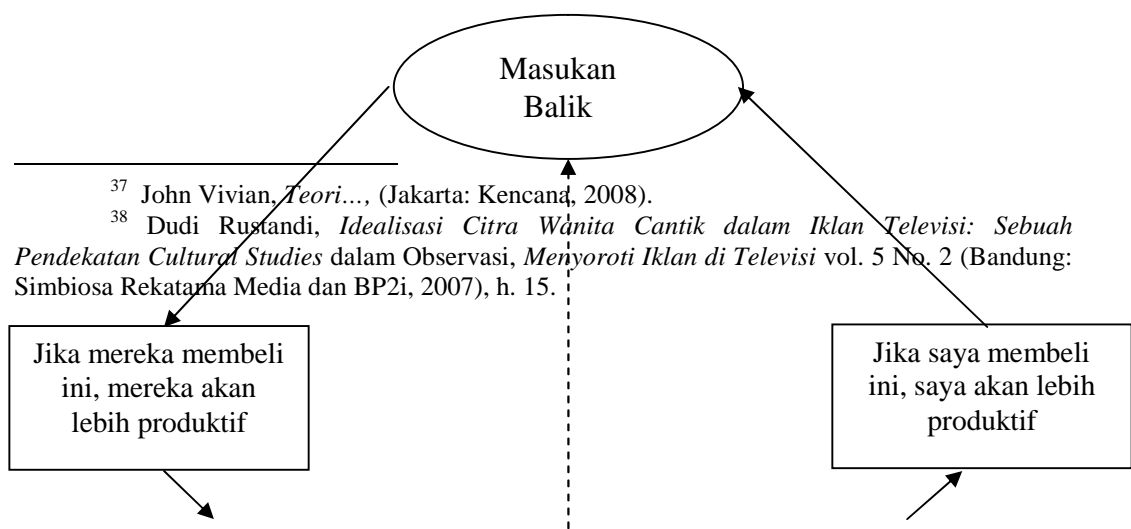 Masukan
Balik
37 John Vivian, Teori..., (Jakarta: Kencana, 2008).
38 Dudi Rustandi, Idealisasi Citra Wanita Cantik dalam Iklan Televisi: Sebuah
Pendekatan Cultural Studies dalam Observasi, Menyoroti Iklan di Televisi vol. 5 No. 2 (Bandung:
Simbiosa Rekatama Media dan BP2i, 2007), h. 15.
Jika mereka membeli
ini, mereka akan
lebih produktif
Jika saya membeli
ini, saya akan lebih
produktif